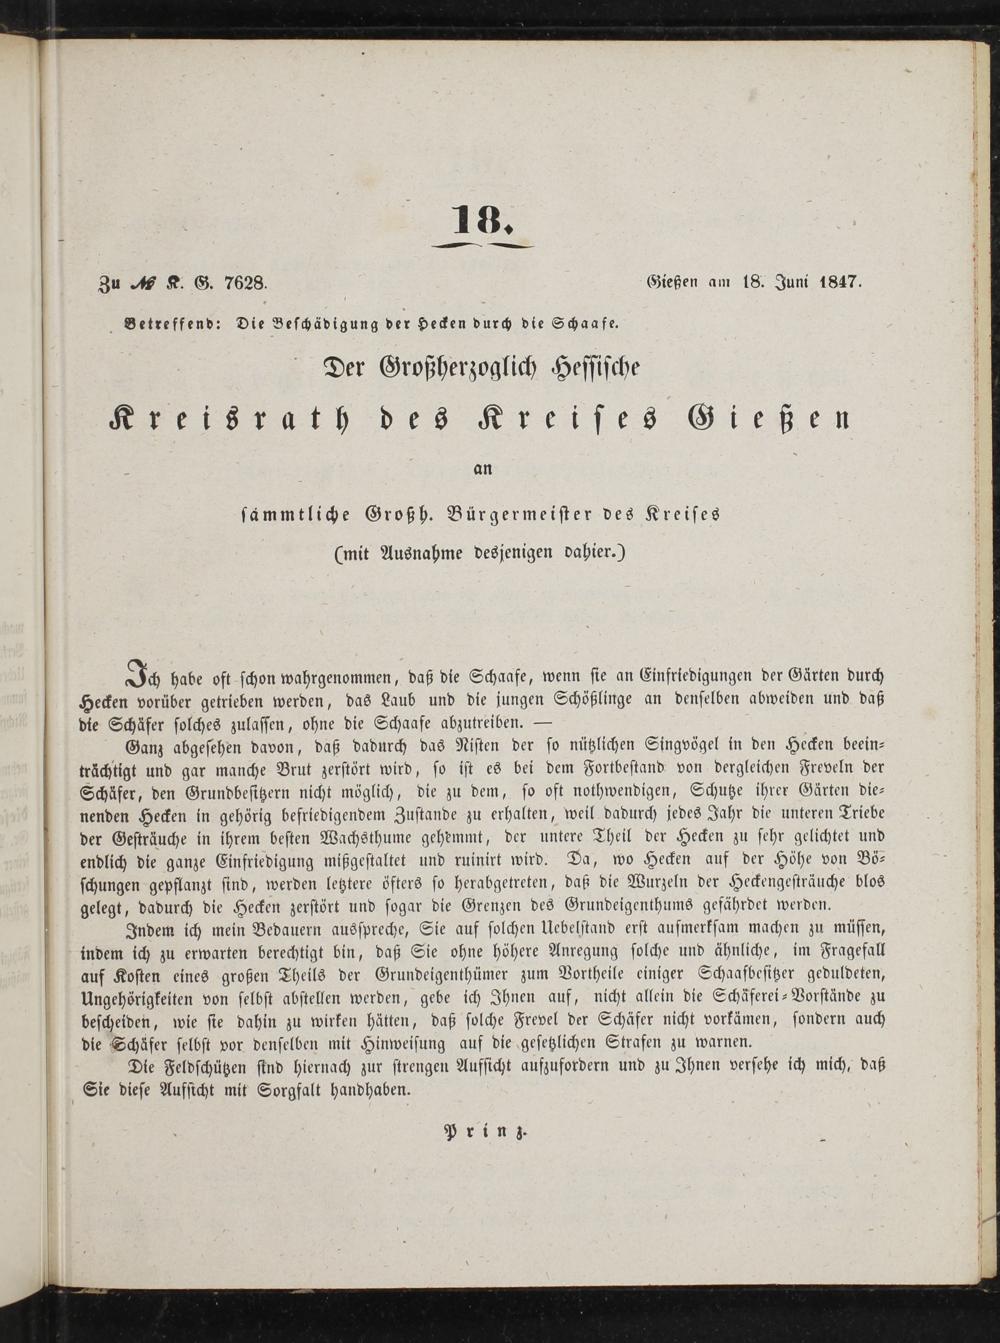 18.
Zu № K. G. 7628.
Gießen am 18. Juni 1847.
Betreffend: Die Beschädigung der Hecken durch die Schaafe.
Der Großherzoglich Hessische
Kreisrath des Kreises Gießen
an
sämmtliche Großh. Bürgermeister des Kreises
(mit Ausnahme desjenigen dahier.)
Ich habe oft schon wahrgenommen, daß die Schaafe, wenn sie an Einfriedigungen der Gärten durch
Hecken vorüber getrieben werden, das Laub und die jungen Schößlinge an denselben abweiden und daß
die Schäfer solches zulassen, ohne die Schaafe abzutreiben. —
Ganz abgesehen davon, daß dadurch das Nisten der so nützlichen Singvögel in den Hecken beein-
trächtigt und gar manche Brut zerstört wird, so ist es bei dem Fortbestand von dergleichen Freveln der
Schäfer, den Grundbesitzern nicht möglich, die zu dem, so oft nothwendigen, Schutze ihrer Gärten die-
nenden Hecken in gehörig befriedigendem Zustande zu erhalten, weil dadurch jedes Jahr die unteren Triebe
der Gesträuche in ihrem besten Wachsthume gehemmt, der untere Theil der Hecken zu sehr gelichtet und
endlich die ganze Einfriedigung mißgestaltet und ruinirt wird. Da, wo Hecken auf der Höhe von Bö-
schungen gepflanzt sind, werden letztere öfters so herabgetreten, daß die Wurzeln der Heckengesträuche blos
gelegt, dadurch die Hecken zerstört und sogar die Grenzen des Grundeigenthums gefährdet werden.
Indem ich mein Bedauern ausspreche, Sie auf solchen Uebelstand erst aufmerksam machen zu müssen,
indem ich zu erwarten berechtigt bin, daß Sie ohne höhere Anregung solche und ähnliche, im Fragefall
auf Kosten eines großen Theils der Grundeigenthümer zum Vortheile einiger Schaafbesitzer geduldeten,
Ungehörigkeiten von selbst abstellen werden, gebe ich Ihnen auf, nicht allein die Schäferei-Vorstände zu
bescheiden, wie sie dahin zu wirken hätten, daß solche Frevel der Schäfer nicht vorkämen, sondern auch
die Schäfer selbst vor denselben mit Hinweisung auf die gesetzlichen Strafen zu warnen.
Die Feldschützen sind hiernach zur strengen Aufsicht aufzufordern und zu Ihnen versehe ich mich, daß
Sie diese Aufsicht mit Sorgfalt handhaben.
Prinz.